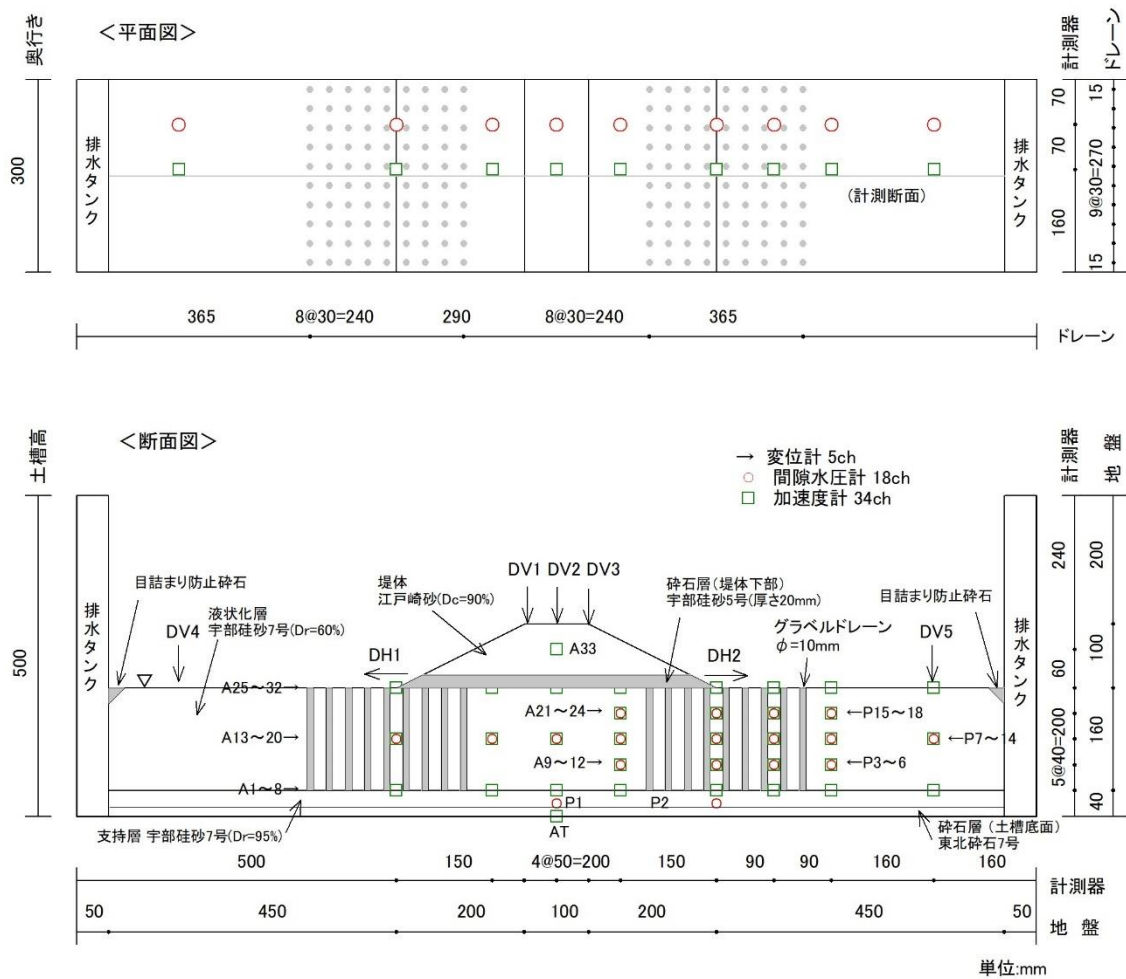 ＜平面図＞
奥行き
300
排水タンク
排水タンク
(計測断面)
計測器
ドレーン
70
70
160
15
9@30=270
15
365
8@30=240
290
8@30=240
365
ドレーン
土槽高
＜断面図＞
→ 変位計 5ch
○ 間隙水圧計 18ch
□ 加速度計 34ch
計測器
地 盤
500
排水タンク
排水タンク
目詰まり防止砕石
液状化層
宇部硅砂7号(Dr=60%)
DV4
堤体
江戸崎砂(Dc=90%)
DV1 DV2 DV3
砕石層(堤体下部)
宇部硅砂5号(厚さ20mm)
目詰まり防止砕石
グラベルドレーン
φ=10mm
DV5
DH1
A33
DH2
A25～32→
A21～24→
←P15～18
A13～20→
←P7～14
A9～12→
←P3～6
A1～8→
P1
P2
AT
支持層 宇部硅砂7号(Dr=95%)
砕石層 (土槽底面)
東北砕石7号
240
60
5@40=200
200
100
160
40
500
150
4@50=200
150
90
90
160
160
計測器
50
450
200
100
200
450
50
地 盤
単位:mm